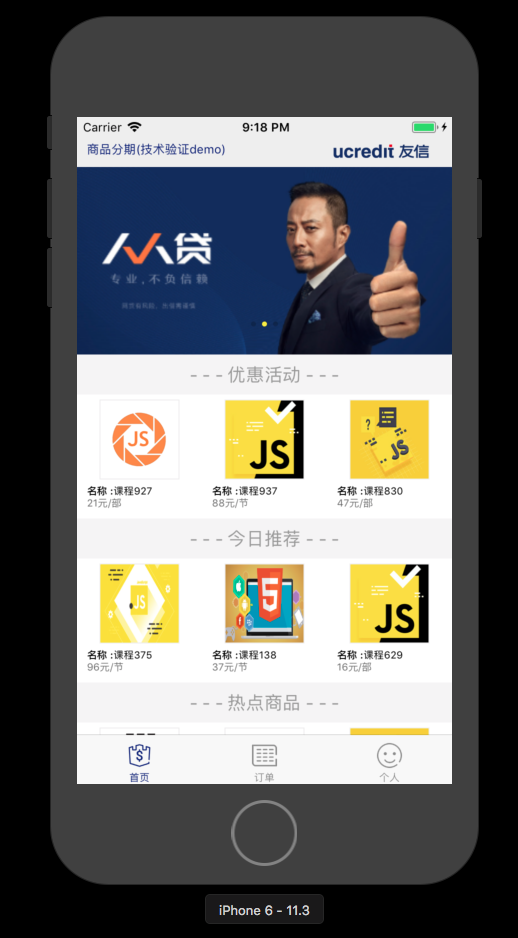 Carrier 9:18 PM
商品分期(技术验证demo) ucredit 友信
人人贷
专业,不负信赖
- - - 优惠活动 - - -
JS JS JS
名称 :课程927 名称 :课程937 名称 :课程830
21元/部 88元/节 47元/部
- - - 今日推荐 - - -
JS 5 JS
名称 :课程375 名称 :课程138 名称 :课程629
96元/节 37元/节 16元/部
- - - 热点商品 - - -
首页 订单 个人
iPhone 6 - 11.3